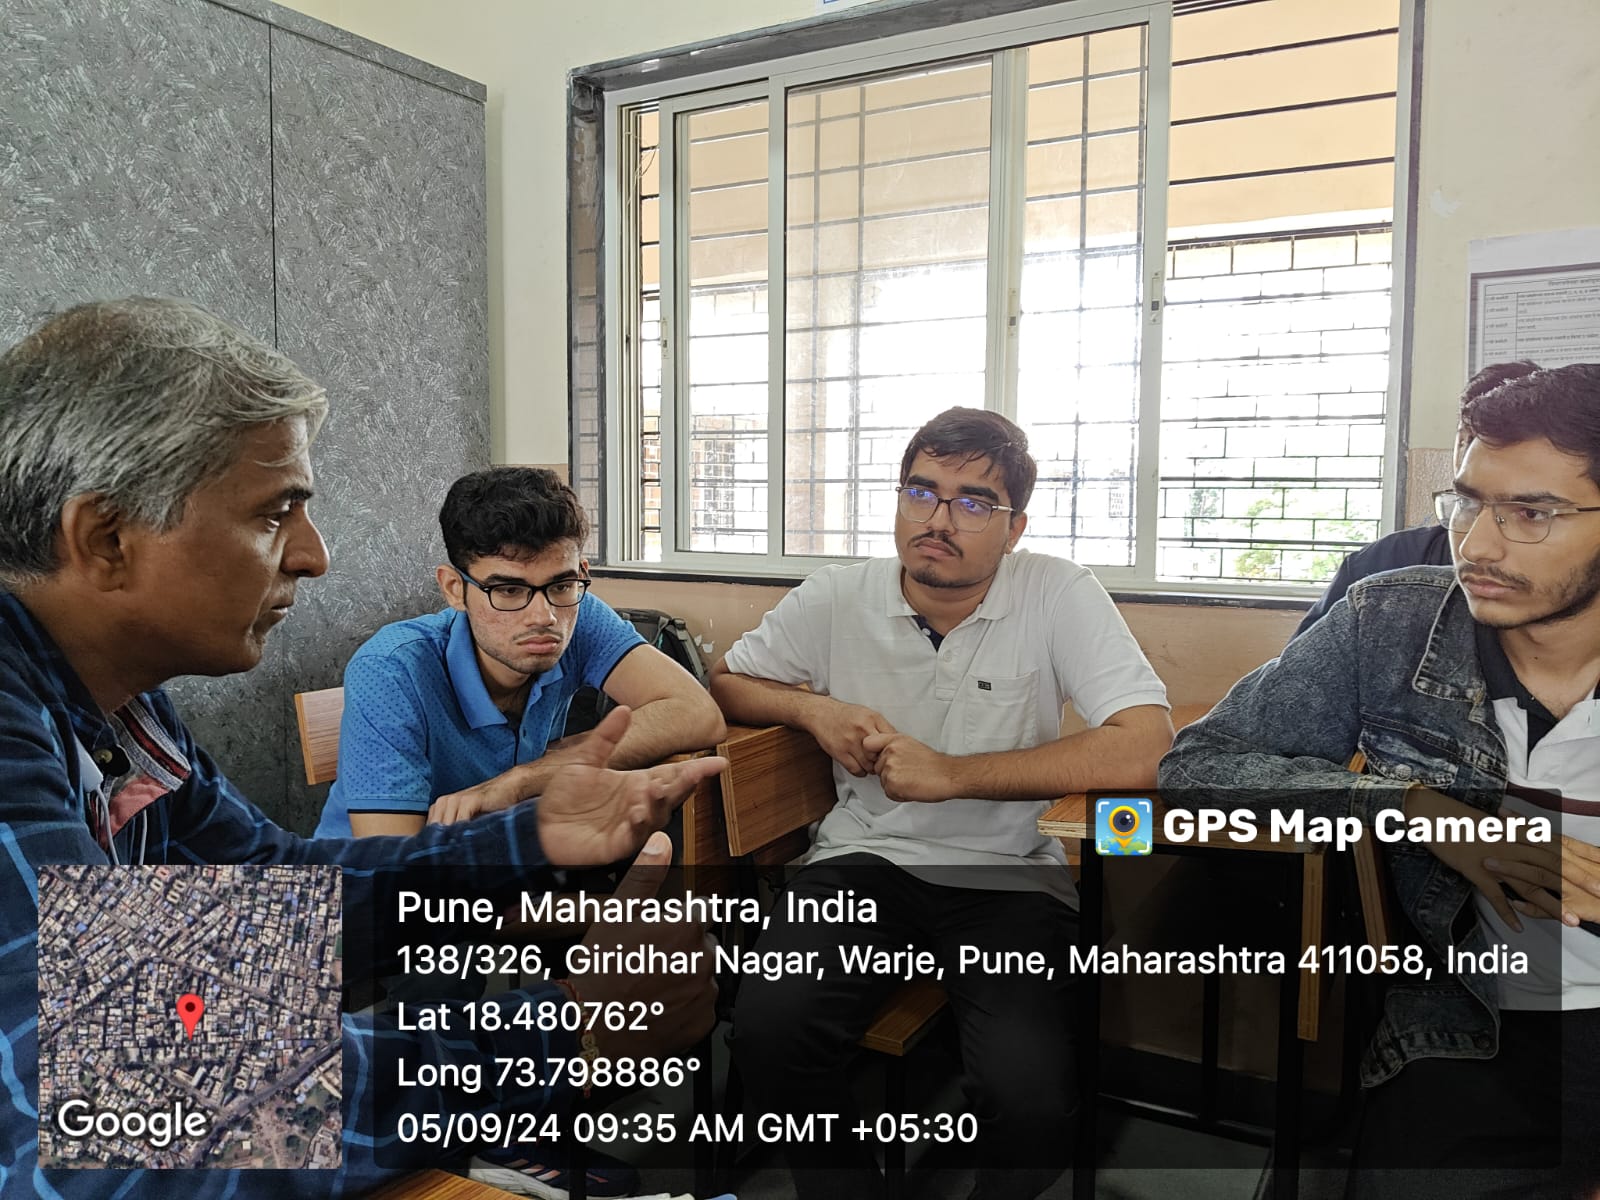 GPS Map Camera
Pune, Maharashtra, India
138/326, Giridhar Nagar, Warje, Pune, Maharashtra 411058, India
Lat 18.480762°
Long 73.798886°
05/09/24 09:35 AM GMT +05:30
Google